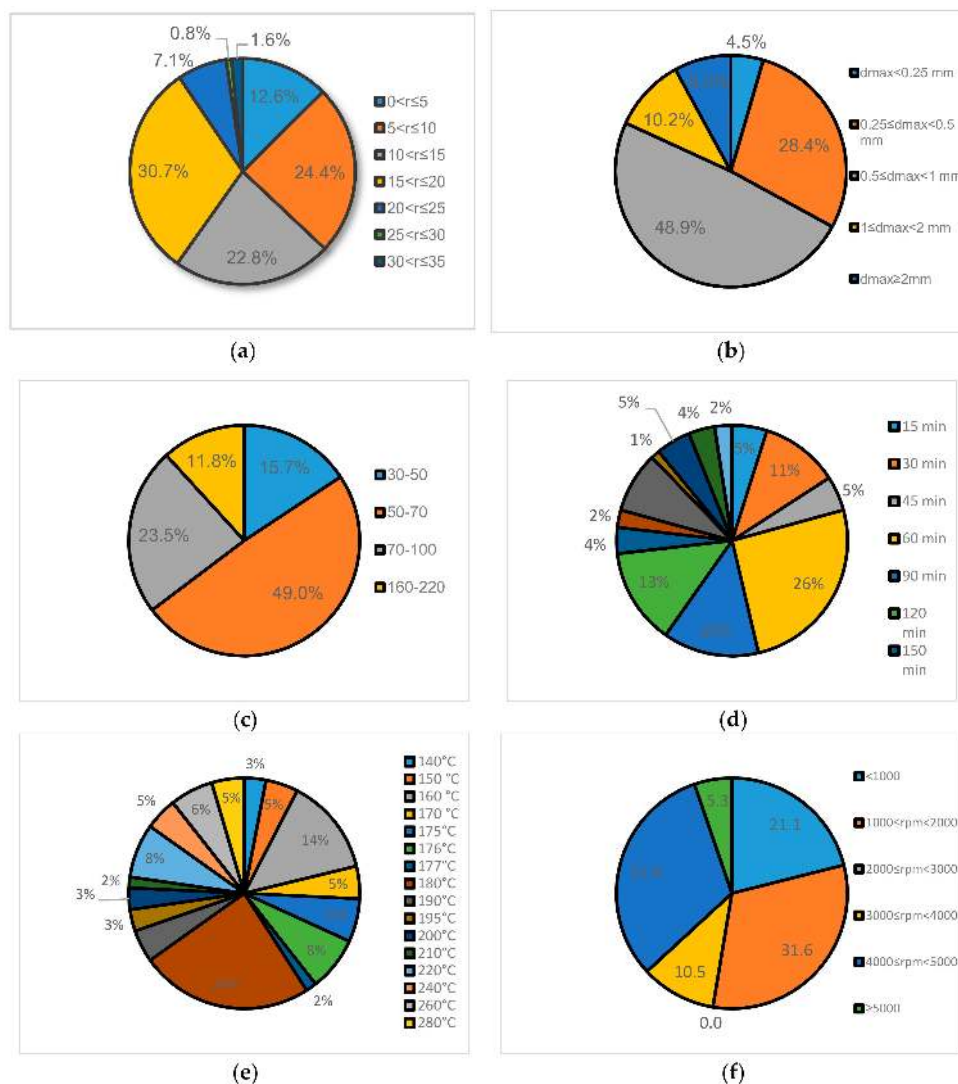 0.8%
1.6%
7.1%
12.6%
24.4%
22.8%
30.7%
0<r≤5
5<r≤10
10<r≤15
15<r≤20
20<r≤25
25<r≤30
30<r≤35
(a)
4.5%
28.4%
48.9%
10.2%
dmax<0.25 mm
0.25≤dmax<0.5
mm
0.5≤dmax<1 mm
1≤dmax<2 mm
dmax≥2mm
(b)
11.8%
15.7%
23.5%
49.0%
30-50
50-70
70-100
160-220
(c)
5%
4%
2%
1%
5%
11%
5%
2%
4%
13%
26%
15 min
30 min
45 min
60 min
90 min
120
min
150
min
(d)
3%
5%
5%
6%
5%
14%
8%
2%
5%
3%
3%
8%
2%
140°C
150 °C
160 °C
170 °C
175°C
176°C
177°C
180°C
190°C
195°C
200°C
210°C
220°C
240°C
260°C
280°C
(e)
5.3
21.1
10.5
31.6
0.0
<1000
1000≤rpm<2000
2000≤rpm<3000
3000≤rpm<4000
4000≤rpm<5000
>5000
(f)